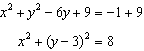 x² + y² − 6y + 9 = −1 + 9
x² + (y − 3)² = 8